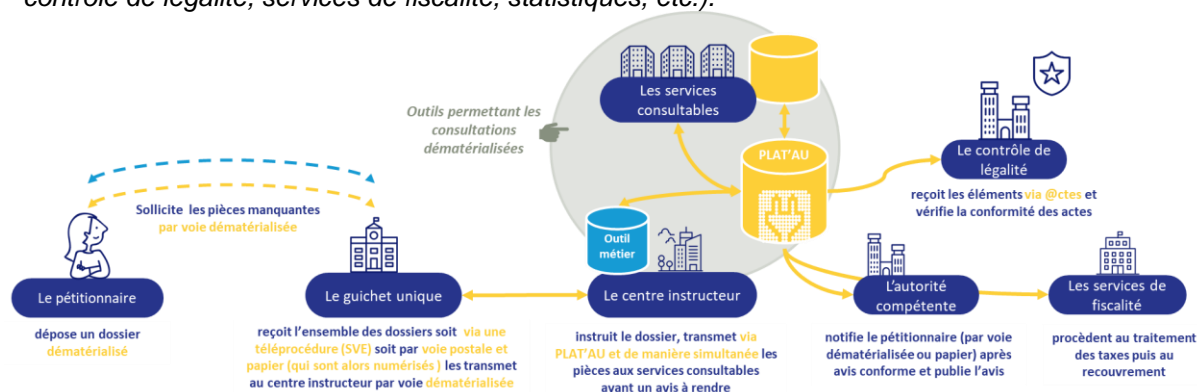 contrôle de légalité, services de fiscalité, statistiques, etc.).
Outils permettant les
consultations
dématérialisées
Les services
consultables
PLAT'AU
Le contrôle de
légalité
reçoit les éléments via @ctes et
vérifie la conformité des actes
Sollicite les pièces manquantes
par voie dématérialisée
Outil
métier
Le pétitionnaire
dépose un dossier
dématérialisé
Le guichet unique
reçoit l'ensemble des dossiers soit via une
téléprocédure (SVE) soit par voie postale et
papier (qui sont alors numérisés ) les transmet
au centre instructeur par voie dématérialisée
Le centre instructeur
instruit le dossier, transmet via
PLAT'AU et de manière simultanée les
pièces aux services consultables
ayant un avis à rendre
L'autorité
compétente
notifie le pétitionnaire (par voie
dématérialisée ou papier) après
avis conforme et publie l'avis
Les services de
fiscalité
procèdent au traitement
des taxes puis au
recouvrement